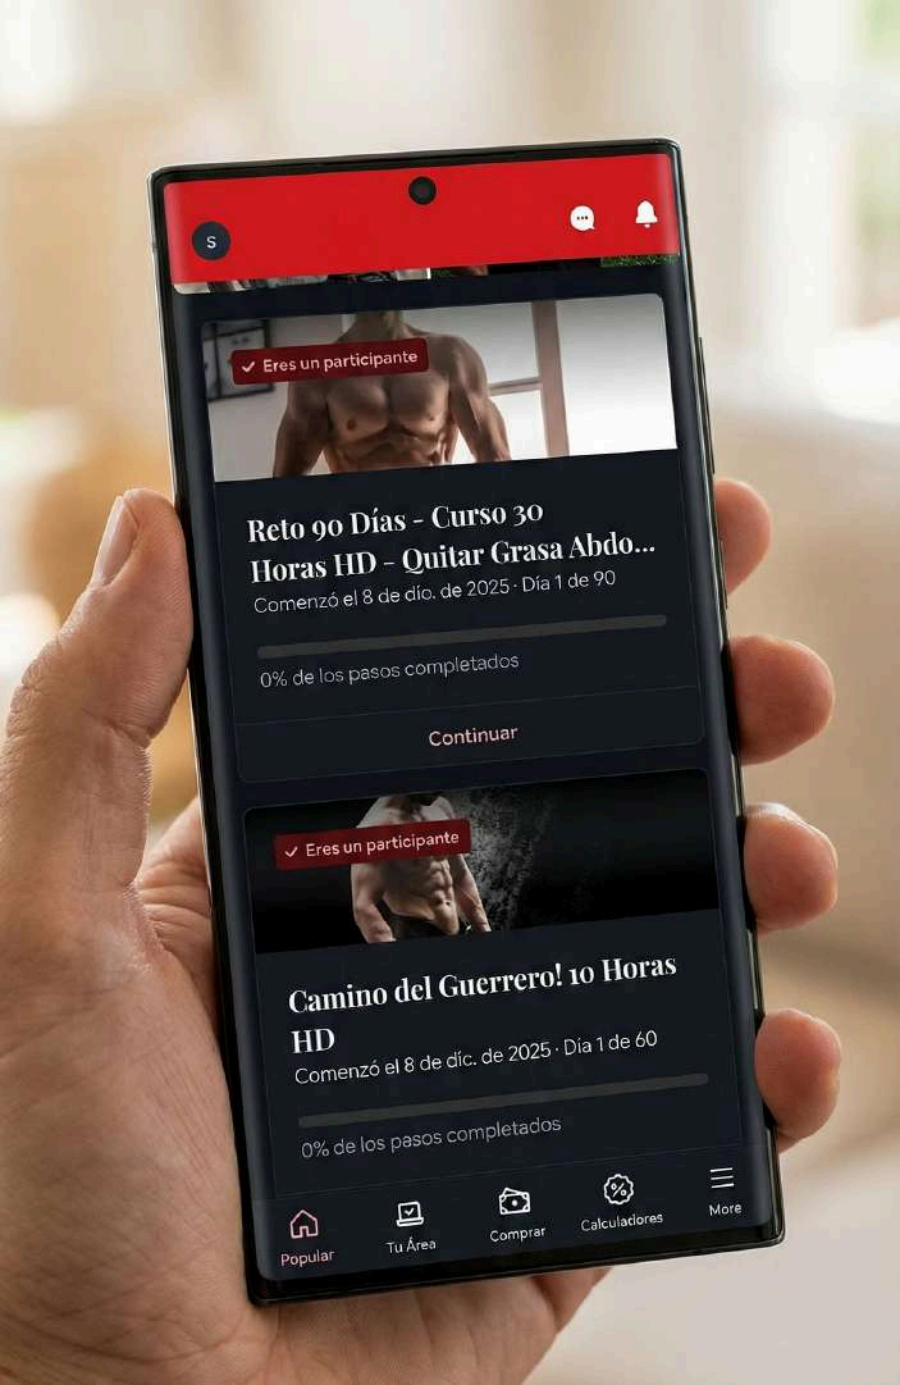 S
✓ Eres un participante
Reto 90 Días - Curso 30
Horas HD - Quitar Grasa Abdo...
Comenzó el 8 de dío. de 2025 · Día 1 de 90
0% de los pasos completados
Continuar
✓ Eres un participante
Camino del Guerrero! 10 Horas
HD
Comenzó el 8 de díc. de 2025 · Día 1 de 60
0% de los pasos completados
Popular
Tu Área
Comprar
Calculadores
More